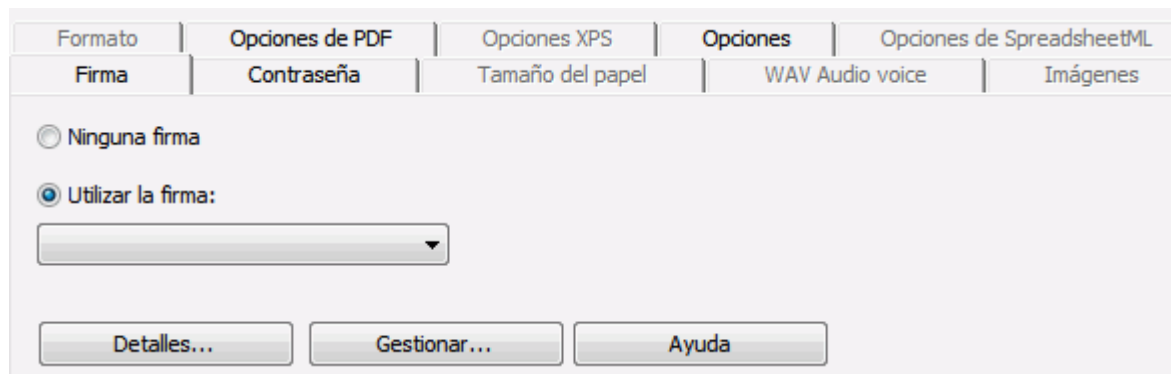 Formato Opciones de PDF Opciones XPS Opciones Opciones de SpreadsheetML
Firma Contraseña Tamaño del papel WAV Audio voice Imágenes
Ninguna firma
Utilizar la firma:
Detalles... Gestionar... Ayuda